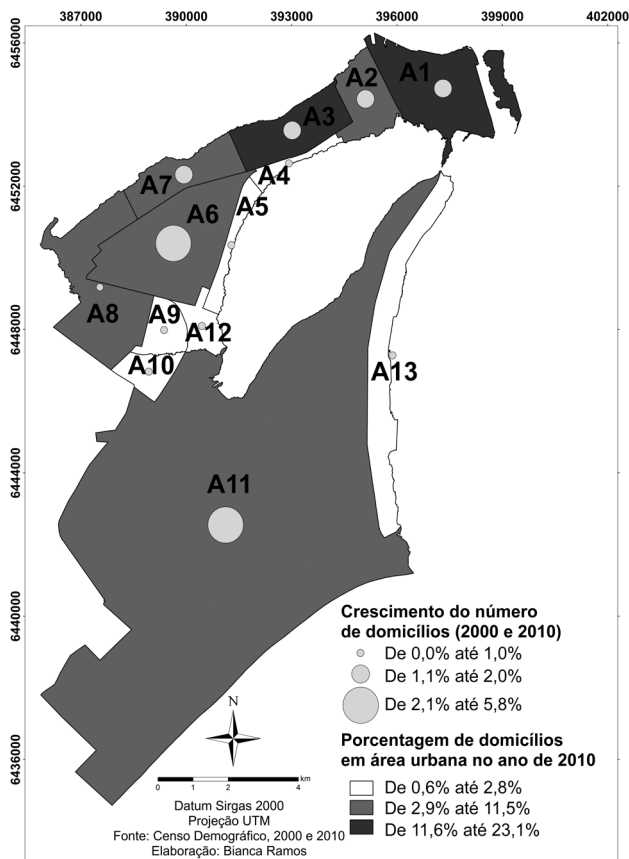 387000 390000 393000 396000 399000 402000
6456000
6452000
6448000
6444000
6440000
6436000
A1
A2
A3
A4
A7
A5
A6
A8
A9
A12
A10
A13
A11
Crescimento do número
de domicílios (2000 e 2010)
De 0,0% até 1,0%
De 1,1% até 2,0%
De 2,1% até 5,8%
Porcentagem de domicílios
em área urbana no ano de 2010
De 0,6% até 2,8%
De 2,9% até 11,5%
De 11,6% até 23,1%
N
0 1 2 4 km
Datum Sirgas 2000
Projeção UTM
Fonte: Censo Demográfico, 2000 e 2010
Elaboração: Bianca Ramos